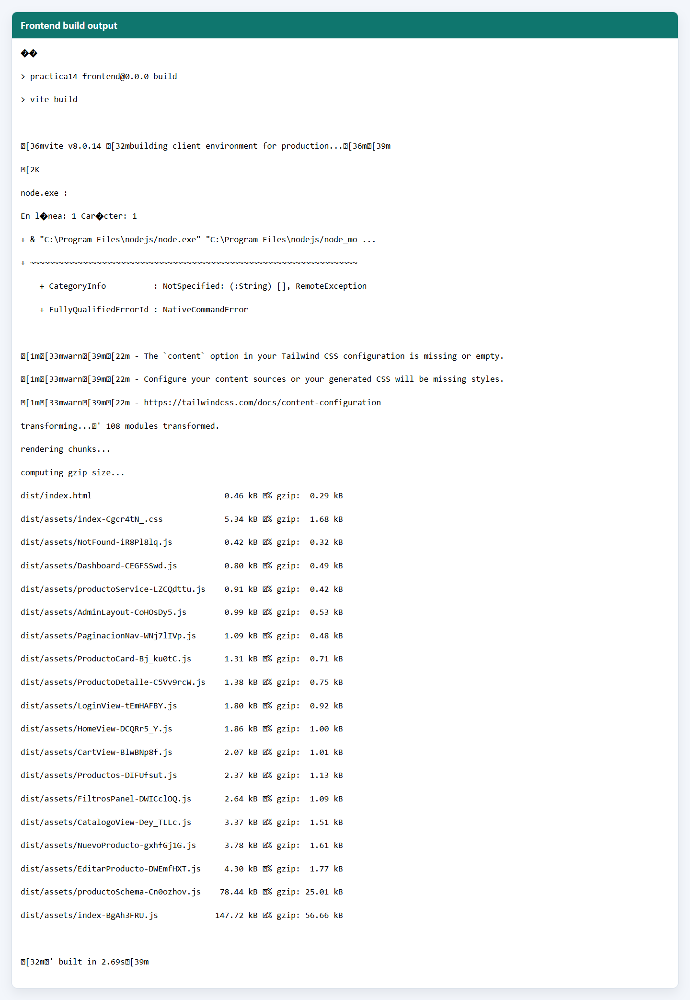 Frontend build output
��
> practica14-frontend@0.0.0 build
> vite build
[36mvite v8.0.14 [32mbuilding client environment for production...[36m[39m
[2K
node.exe :
En l�nea: 1 Car�cter: 1
+ & "C:\Program Files\nodejs/node.exe" "C:\Program Files\nodejs/node_mo ...
+ ~~~~~~~~~~~~~~~~~~~~~~~~~~~~~~~~~~~~~~~~~~~~~~~~~~~~~~~~~~~~~~~~~~~~~
    + CategoryInfo          : NotSpecified: (:String) [], RemoteException
    + FullyQualifiedErrorId : NativeCommandError
[1m[33mwarn[39m[22m - The `content` option in your Tailwind CSS configuration is missing or empty.
[1m[33mwarn[39m[22m - Configure your content sources or your generated CSS will be missing styles.
[1m[33mwarn[39m[22m - https://tailwindcss.com/docs/content-configuration
transforming...' 108 modules transformed.
rendering chunks...
computing gzip size...
dist/index.html                            0.46 kB % gzip:  0.29 kB
dist/assets/index-Cgcr4tN_.css             5.34 kB % gzip:  1.68 kB
dist/assets/NotFound-iR8Pl8lq.js           0.42 kB % gzip:  0.32 kB
dist/assets/Dashboard-CEGFSSwd.js          0.80 kB % gzip:  0.49 kB
dist/assets/productoService-LZCQdttu.js    0.91 kB % gzip:  0.42 kB
dist/assets/AdminLayout-CoHOsDy5.js        0.99 kB % gzip:  0.53 kB
dist/assets/PaginacionNav-WNj7lIVp.js      1.09 kB % gzip:  0.48 kB
dist/assets/ProductoCard-Bj_ku0tC.js       1.31 kB % gzip:  0.71 kB
dist/assets/ProductoDetalle-C5Vv9rcW.js    1.38 kB % gzip:  0.75 kB
dist/assets/LoginView-tEmHAFBY.js          1.80 kB % gzip:  0.92 kB
dist/assets/HomeView-DCQRr5_Y.js           1.86 kB % gzip:  1.00 kB
dist/assets/CartView-BlwBNp8f.js           2.07 kB % gzip:  1.01 kB
dist/assets/Productos-DIFUfsut.js          2.37 kB % gzip:  1.13 kB
dist/assets/FiltrosPanel-DWICclOQ.js       2.64 kB % gzip:  1.09 kB
dist/assets/CatalogoView-Dey_TLLc.js       3.37 kB % gzip:  1.51 kB
dist/assets/NuevoProducto-gxhfGj1G.js      3.78 kB % gzip:  1.61 kB
dist/assets/EditarProducto-DWEmfHXT.js     4.30 kB % gzip:  1.77 kB
dist/assets/productoSchema-Cn0ozhov.js    78.44 kB % gzip: 25.01 kB
dist/assets/index-BgAh3FRU.js            147.72 kB % gzip: 56.66 kB
[32m' built in 2.69s[39m